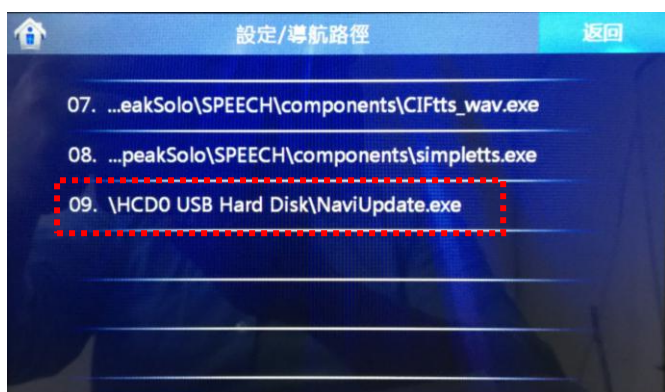 設定/導航路徑
返回
07. ...eakSolo\SPEECH\components\CIFtts_wav.exe
08. ...peakSolo\SPEECH\components\simpletts.exe
09. \HCD0 USB Hard Disk\NaviUpdate.exe